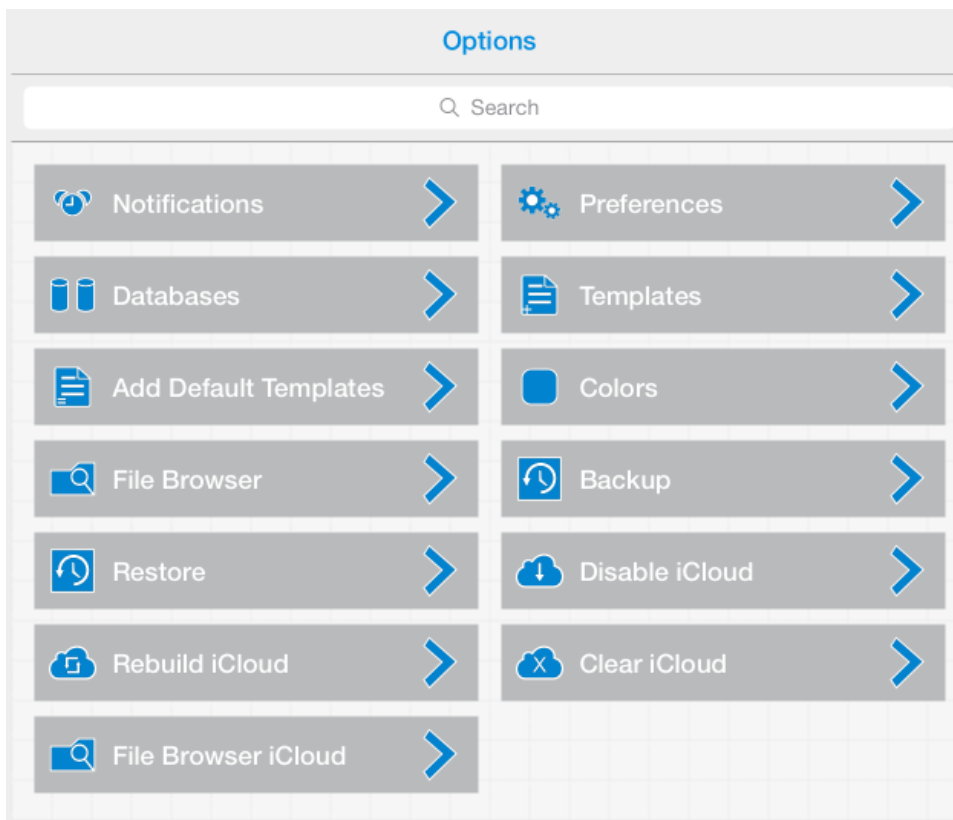 Options
Search
Notifications
Preferences
Databases
Templates
Add Default Templates
Colors
File Browser
Backup
Restore
Disable iCloud
Rebuild iCloud
Clear iCloud
File Browser iCloud